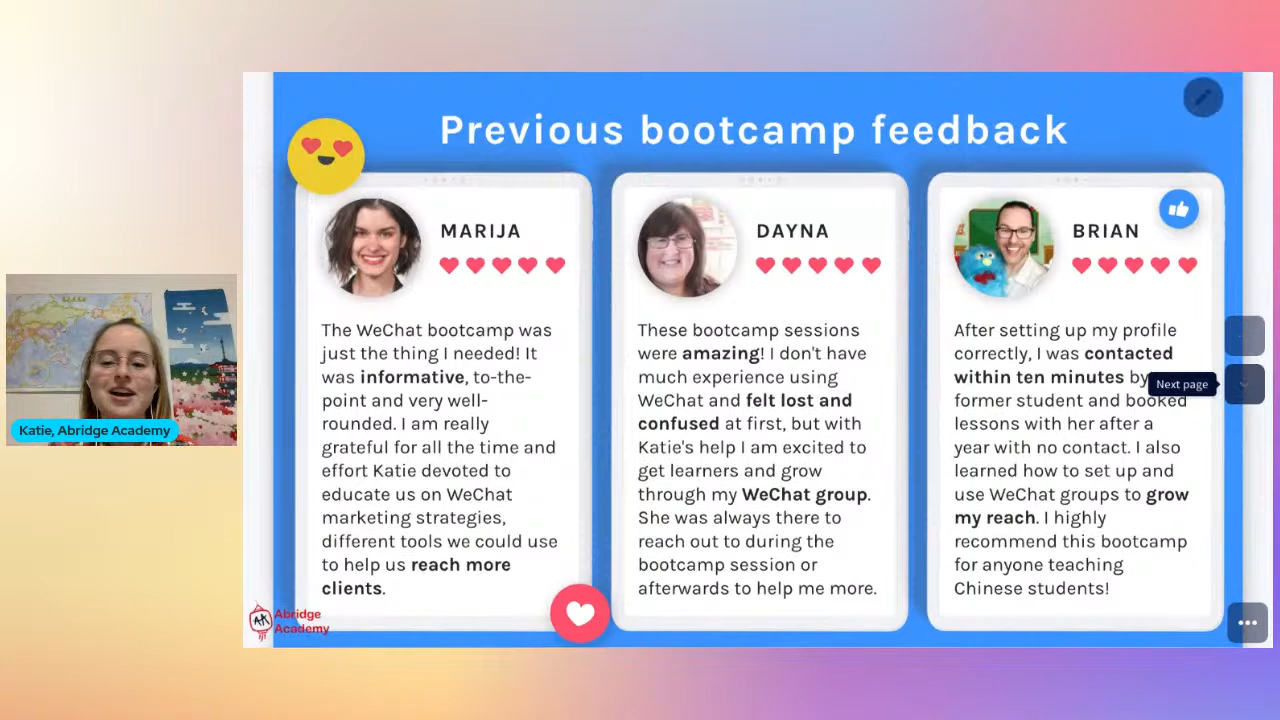 Previous bootcamp feedback
MARIJA
The WeChat bootcamp was
just the thing I needed! It
was informative, to-the-
point and very well-
rounded. I am really
grateful for all the time and
effort Katie devoted to
educate us on WeChat
marketing strategies,
different tools we could use
to help us reach more
clients.
DAYNA
These bootcamp sessions
were amazing! I don't have
much experience using
WeChat and felt lost and
confused at first, but with
Katie's help I am excited to
get learners and grow
through my WeChat group.
She was always there to
reach out to during the
bootcamp session or
afterwards to help me more.
BRIAN
After setting up my profile
correctly, I was contacted
within ten minutes by
former student and booked
lessons with her after a
year with no contact. I also
learned how to set up and
use WeChat groups to grow
my reach. I highly
recommend this bootcamp
for anyone teaching
Chinese students!
Next page
Katie, Abridge Academy
AK
Abridge
Academy